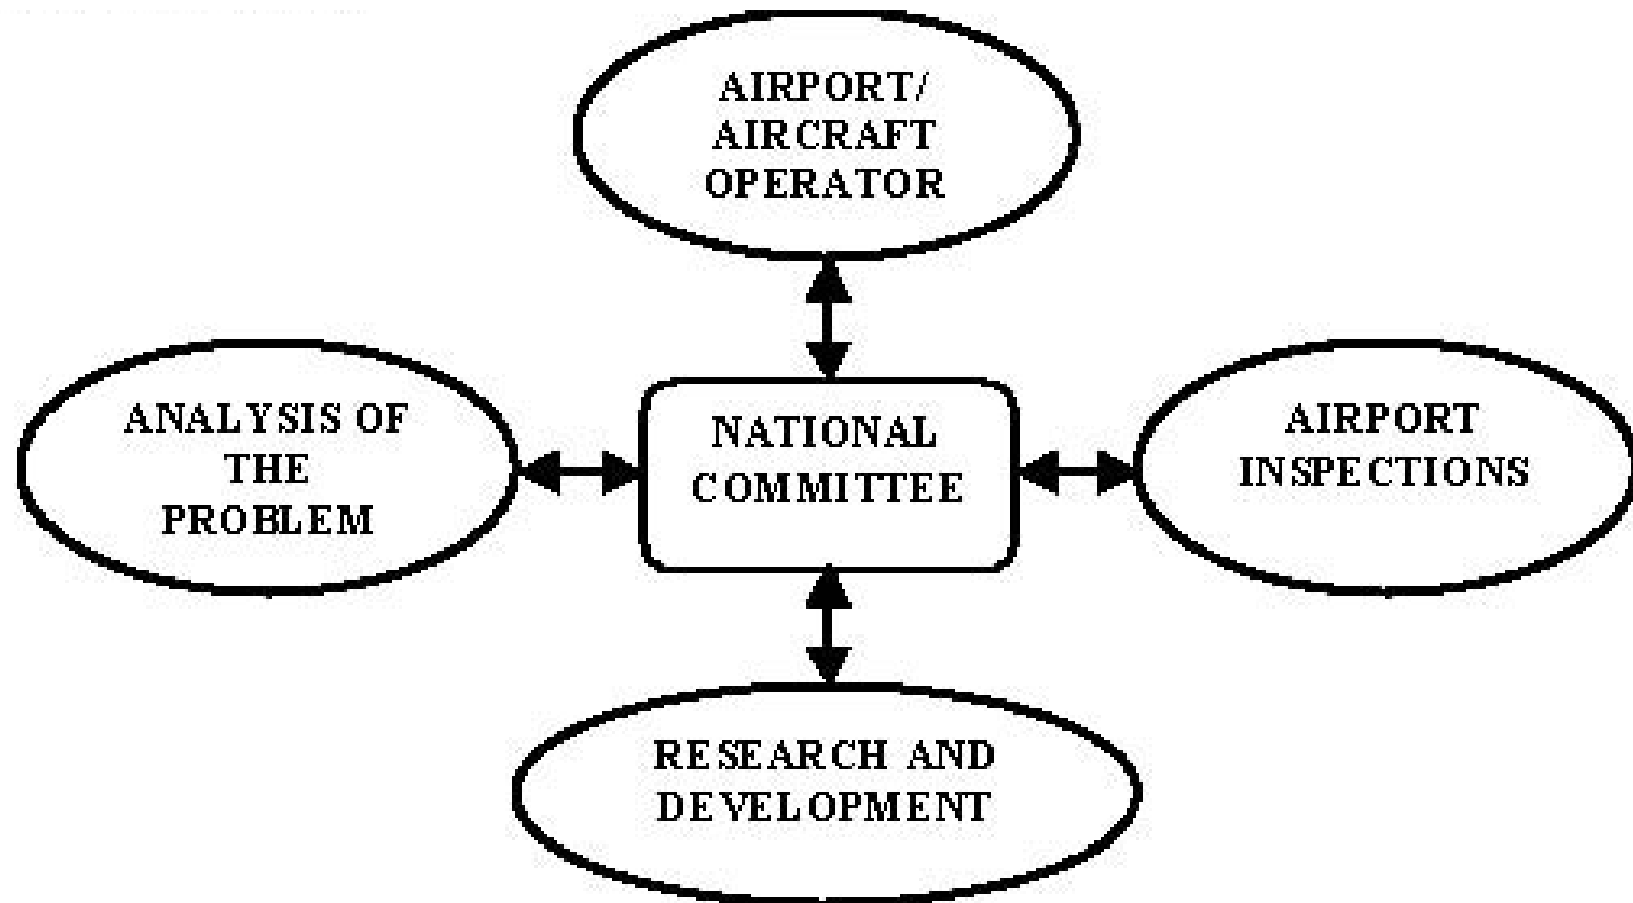 AIRPORT/
AIRCRAFT
OPERATOR
ANALYSIS OF
THE
PROBLEM
NATIONAL
COMMITTEE
AIRPORT
INSPECTIONS
RESEARCH AND
DEVELOPMENT